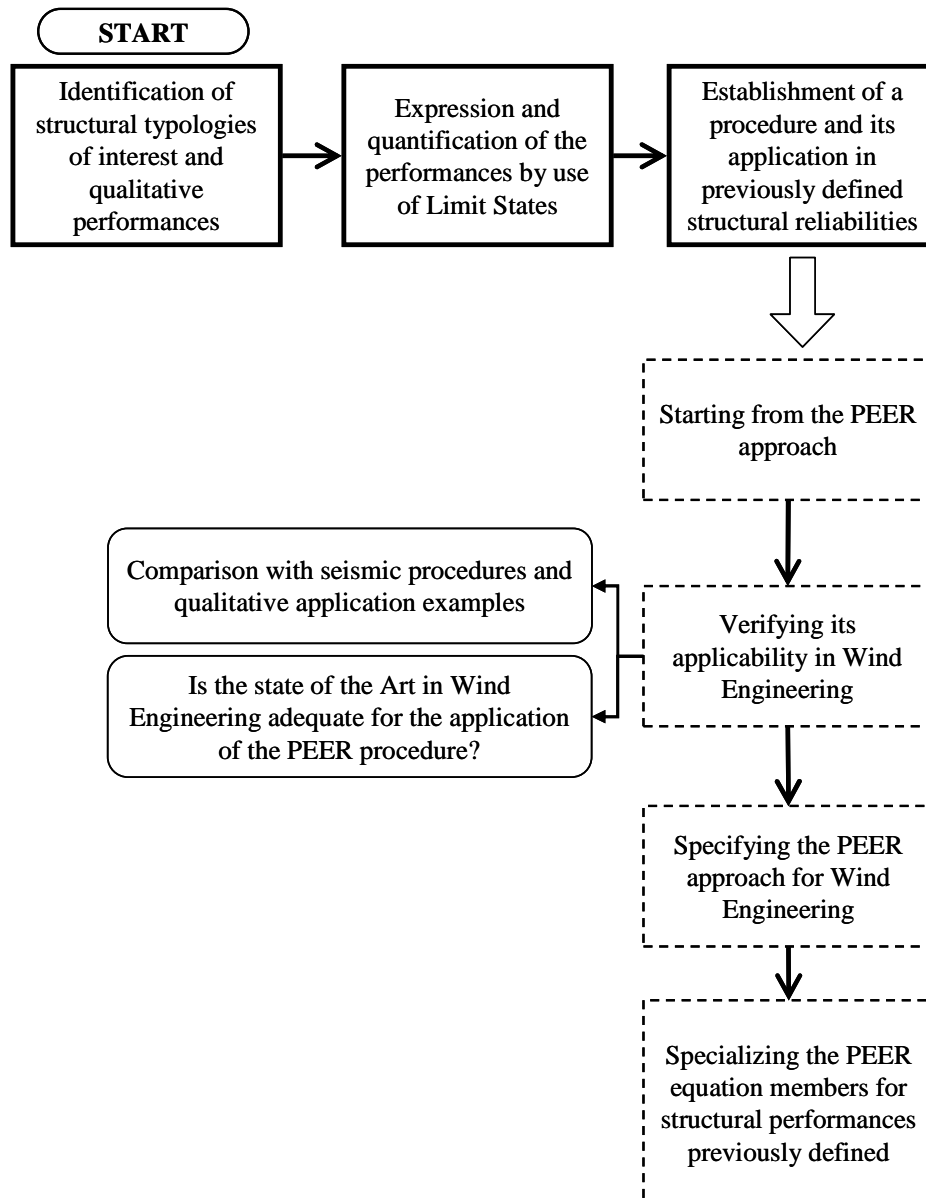 START
Identification of
structural typologies
of interest and
qualitative
performances
Expression and
quantification of the
performances by use
of Limit States
Establishment of a
procedure and its
application in
previously defined
structural reliabilities
Starting from the PEER
approach
Verifying its
applicability in Wind
Engineering
Comparison with seismic procedures and
qualitative application examples
Is the state of the Art in Wind
Engineering adequate for the application
of the PEER procedure?
Specifying the PEER
approach for Wind
Engineering
Specializing the PEER
equation members for
structural performances
previously defined